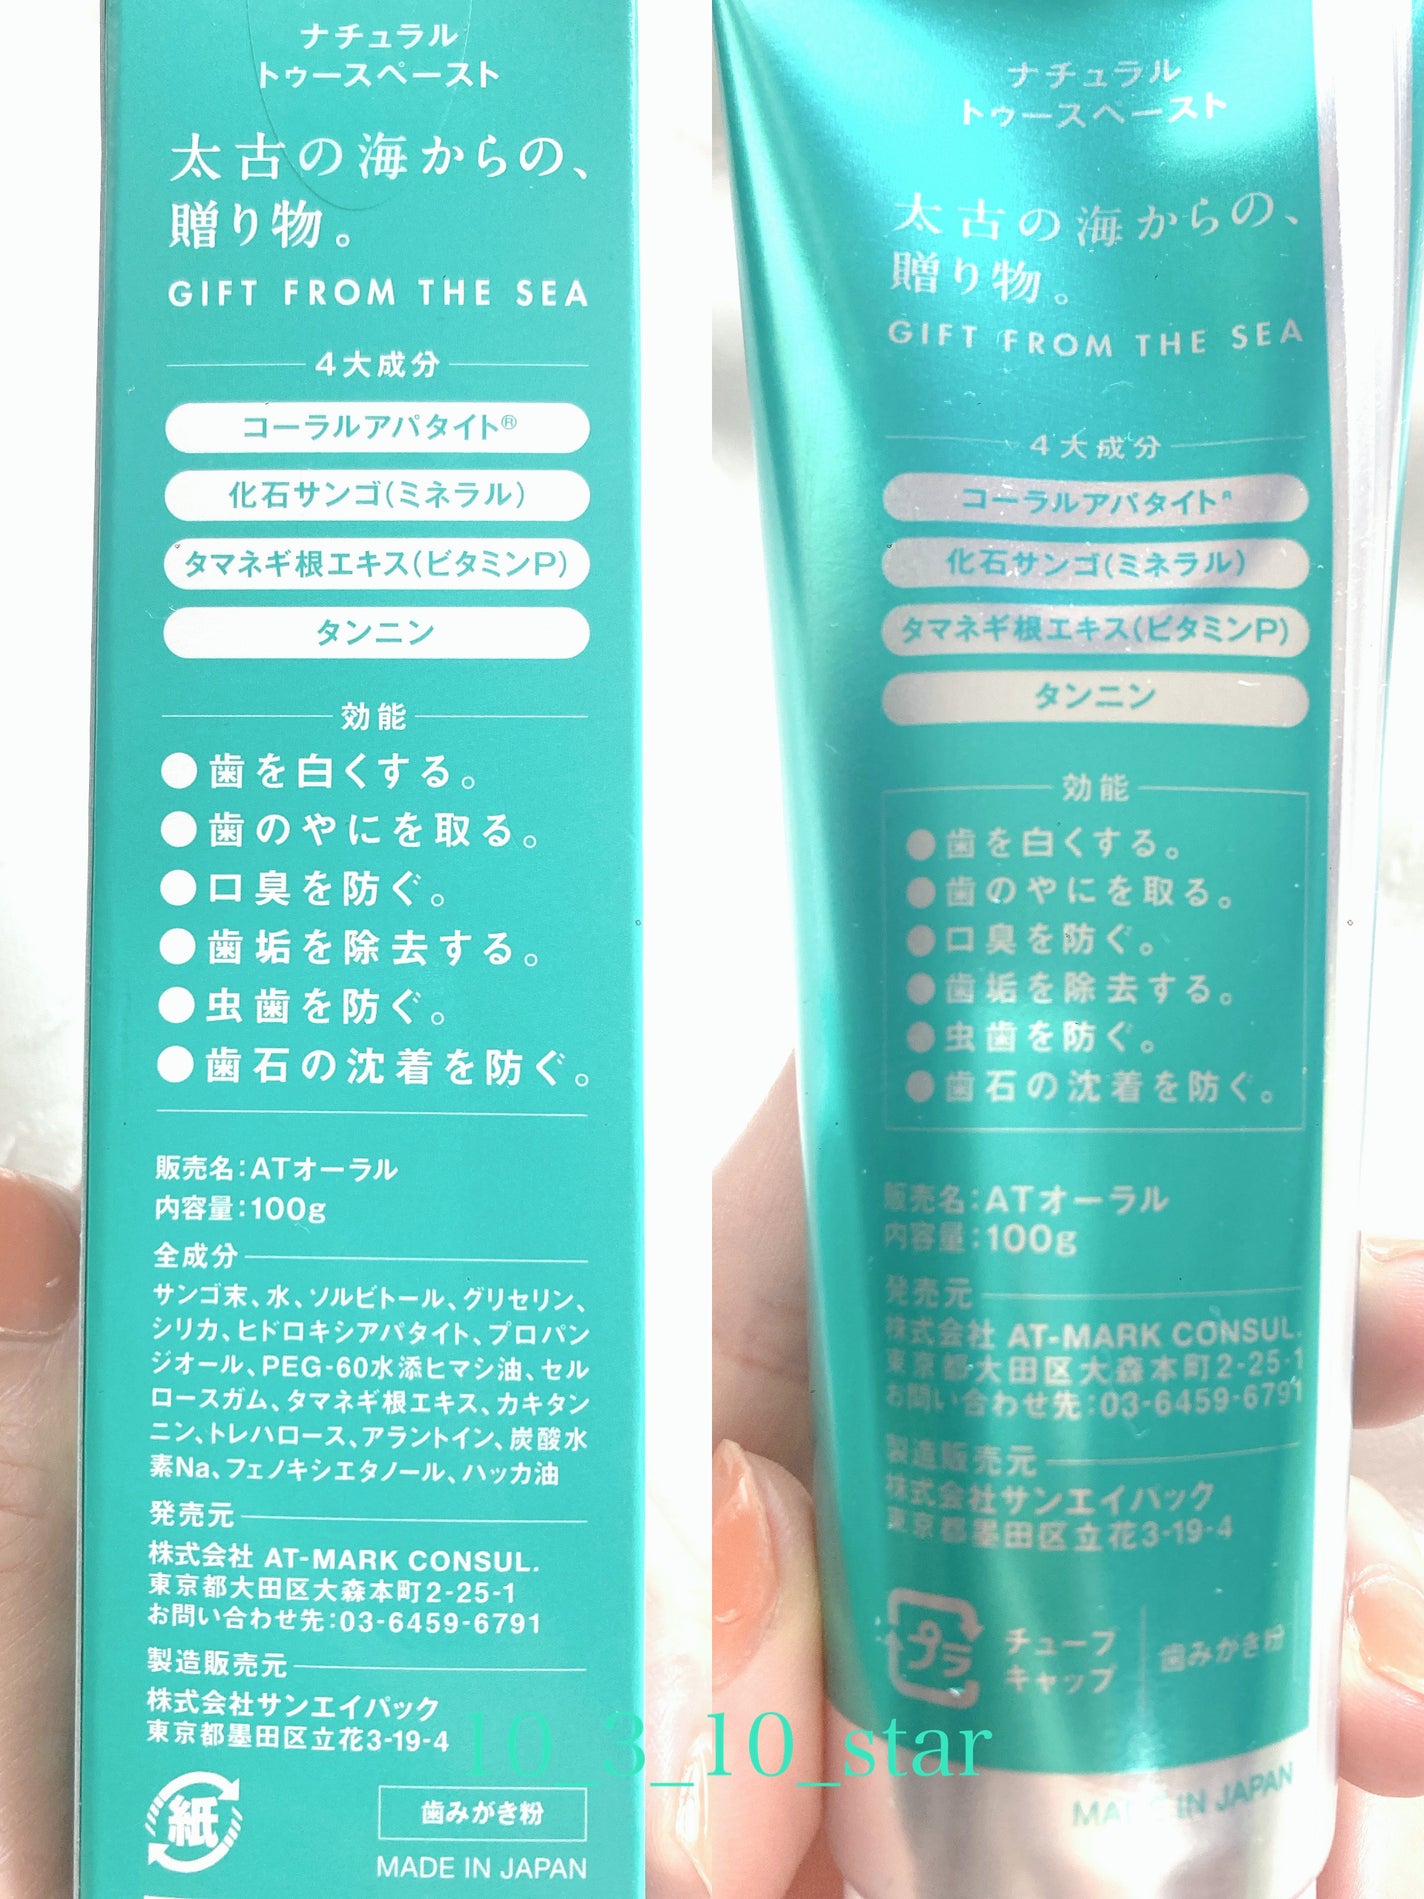 ナチュラル
トゥースペースト
太古の海からの、
贈り物。
GIFT FROM THE SEA
4大成分
コーラルアパタイト®
化石サンゴ(ミネラル)
タマネギ根エキス(ビタミンP)
タンニン
効能
●歯を白くする。
●歯のやにを取る。
●口臭を防ぐ。
●歯垢を除去する。
●虫歯を防ぐ。
●歯石の沈着を防ぐ。
販売名:ATオーラル
内容量:100g
全成分
サンゴ末、水、ソルビトール、グリセリン、
シリカ、ヒドロキシアパタイト、プロパン
ジオール、PEG-60水添ヒマシ油、セル
ロースガム、タマネギ根エキス、カキタン
ニン、トレハロース、アラントイン、炭酸水
素Na、フェノキシエタノール、ハッカ油
発売元
株式会社 AT-MARK CONSUL.
東京都大田区大森本町2-25-1
お問い合わせ先:03-6459-6791
製造販売元
株式会社サンエイパック
東京都墨田区立花3-19-4
紙
歯みがき粉
MADE IN JAPAN
ナチュラル
トゥースペースト
太古の海からの、
贈り物。
GIFT FROM THE SEA
4大成分
コーラルアパタイト®
化石サンゴ(ミネラル)
タマネギ根エキス(ビタミンP)
タンニン
効能
●歯を白くする。
●歯のやにを取る。
●口臭を防ぐ。
●歯垢を除去する。
●虫歯を防ぐ。
●歯石の沈着を防ぐ。
販売名:ATオーラル
内容量:100g
発売元
株式会社 AT-MARK CONSUL.
東京都大田区大森本町2-25-1
お問い合わせ先:03-6459-6791
製造販売元
株式会社サンエイパック
東京都墨田区立花3-19-4
プラ
チューブ
キャップ
歯みがき粉
MADE IN JAPAN
10_3_10_star